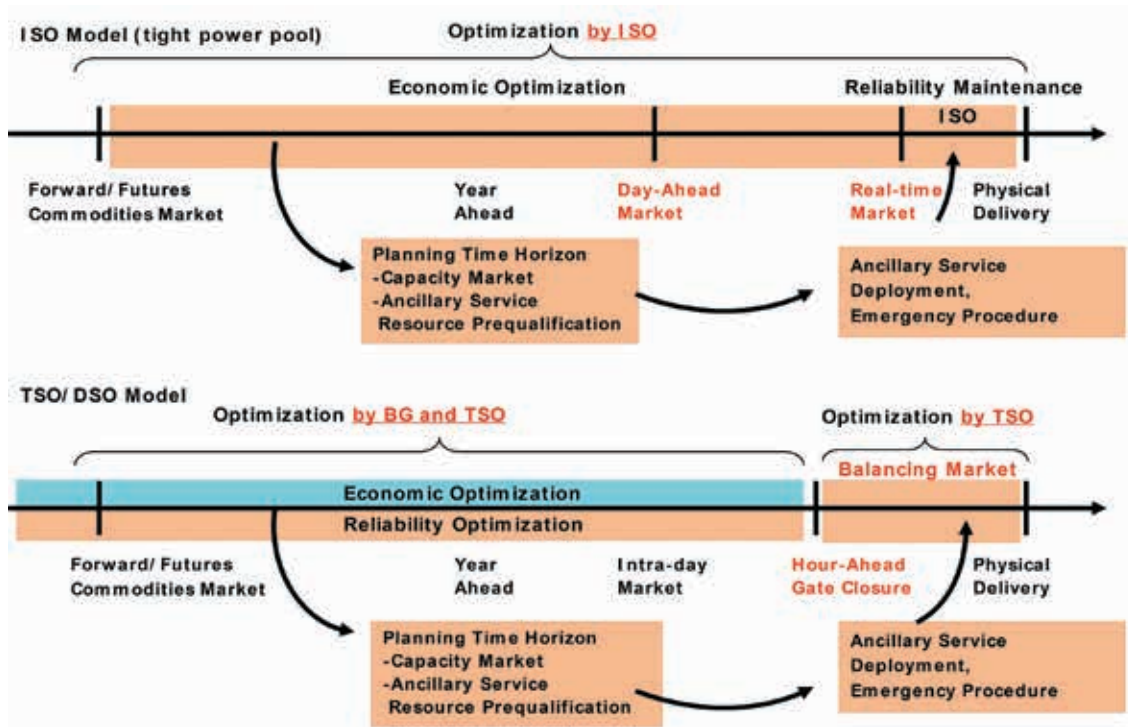 ISO Model (tight power pool)
Optimization by ISO
Economic Optimization
Reliability Maintenance
ISO
Forward/ Futures
Commodities Market
Year
Ahead
Day-Ahead
Market
Real-time
Market
Physical
Delivery
Planning Time Horizon
-Capacity Market
-Ancillary Service
Resource Prequalification
Ancillary Service
Deployment,
Emergency Procedure
TSO/ DSO Model
Optimization by BG and TSO
Optimization by TSO
Balancing Market
Economic Optimization
Reliability Optimization
Forward/ Futures
Commodities Market
Year
Ahead
Intra-day
Market
Hour-Ahead
Gate Closure
Physical
Delivery
Planning Time Horizon
-Capacity Market
-Ancillary Service
Resource Prequalification
Ancillary Service
Deployment,
Emergency Procedure